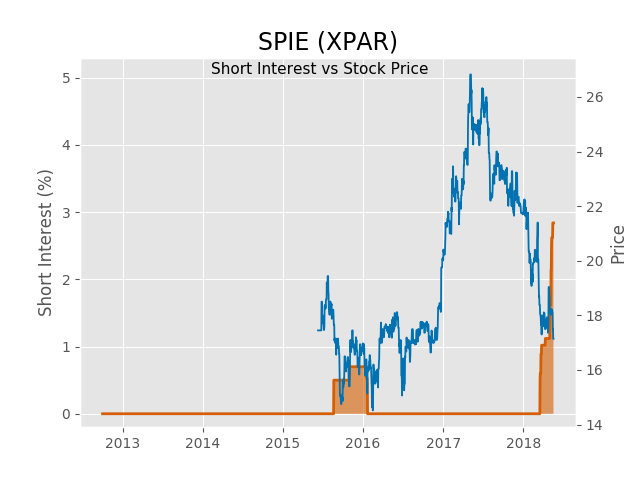 SPIE (XPAR)
Short Interest vs Stock Price
Short Interest (%)
5
4
3
2
1
0
26
24
22
20
18
16
14
Price
2013 2014 2015 2016 2017 2018